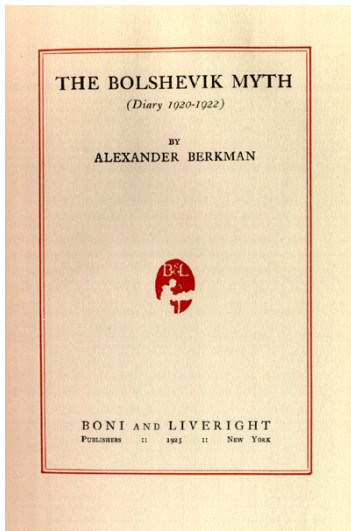 THE BOLSHEVIK MYTH
(Diary 1920-1922)
BY
ALEXANDER BERKMAN
B&L
BONI AND LIVERIGHT
PUBLISHERS :: 1925 :: NEW YORK